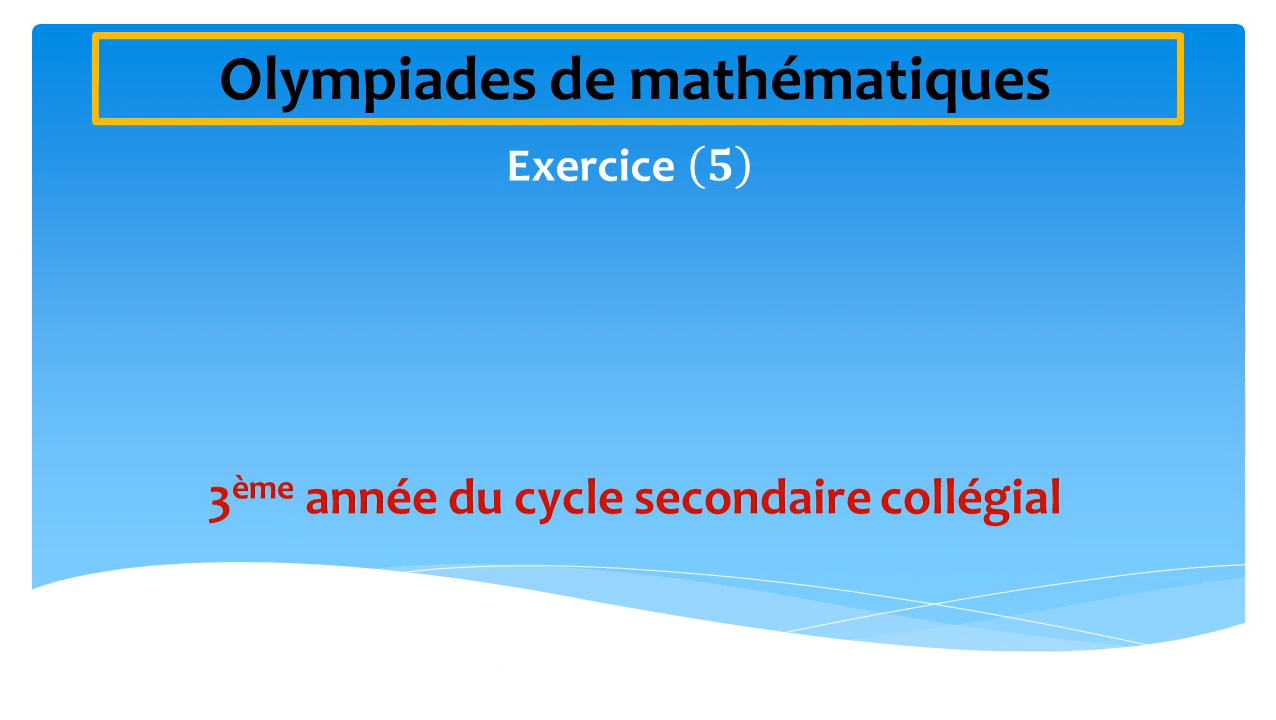 Olympiades de mathématiques
Exercice (5)
3ème année du cycle secondaire collégial